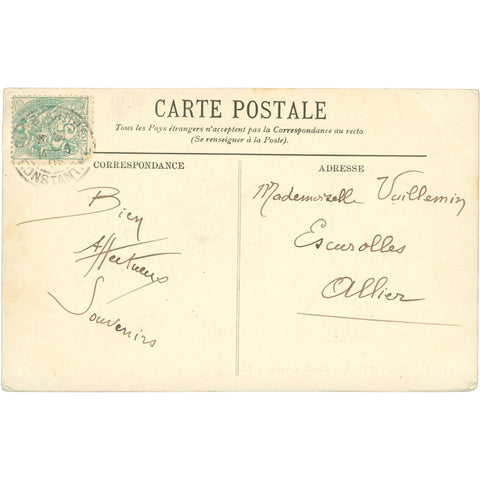 CARTE POSTALE
Tous les Pays étrangers n'acceptent pas la Correspondance au recto
(Se renseigner à la Poste).
CORRESPONDANCE
Bien
Affectueux
Souvenirs
ADRESSE
Mademoiselle Vuillemin
Escurolles
Allier